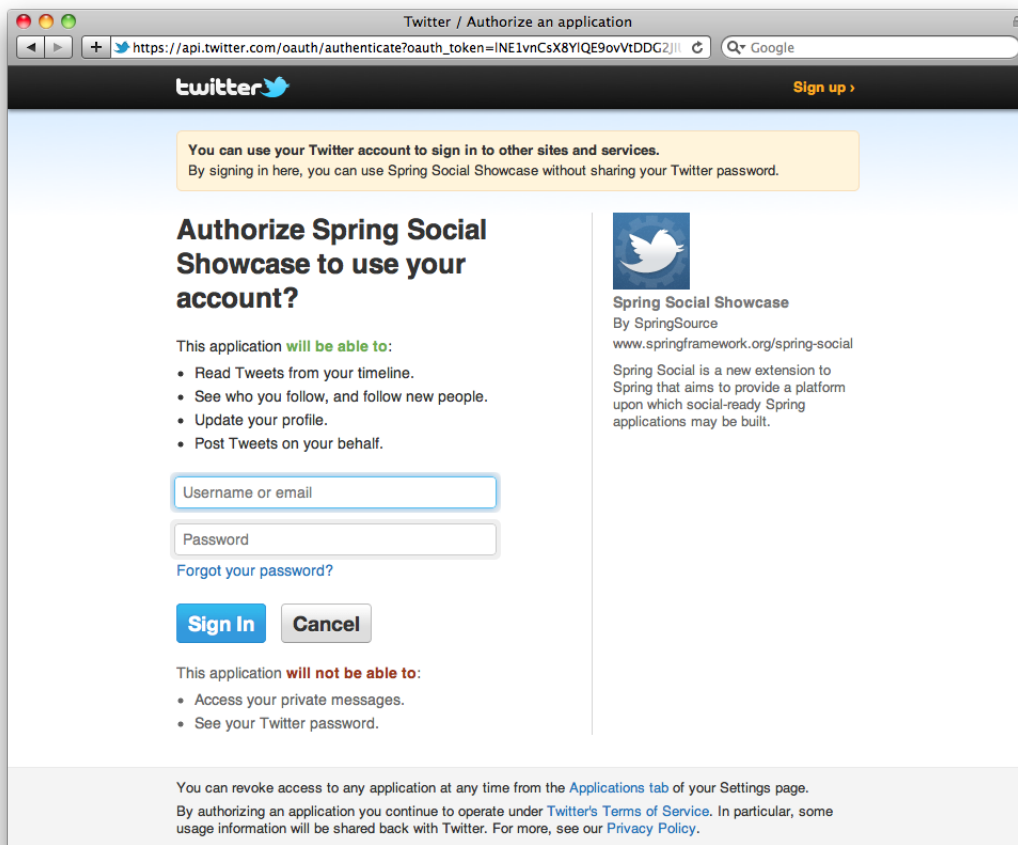 Twitter / Authorize an application
https://api.twitter.com/oauth/authenticate?oauth_token=
Google
twitter
Sign up ›
You can use your Twitter account to sign in to other sites and services.
By signing in here, you can use Spring Social Showcase without sharing your Twitter password.
Authorize Spring Social
Showcase to use your
account?
This application will be able to:
• Read Tweets from your timeline.
• See who you follow, and follow new people.
• Update your profile.
• Post Tweets on your behalf.
Username or email
Password
Forgot your password?
Sign In
Cancel
This application will not be able to:
• Access your private messages.
• See your Twitter password.
Spring Social Showcase
By SpringSource
www.springframework.org/spring-social
Spring Social is a new extension to
Spring that aims to provide a platform
upon which social-ready Spring
applications may be built.
You can revoke access to any application at any time from the Applications tab of your Settings page.
By authorizing an application you continue to operate under Twitter's Terms of Service. In particular, some
usage information will be shared back with Twitter. For more, see our Privacy Policy.